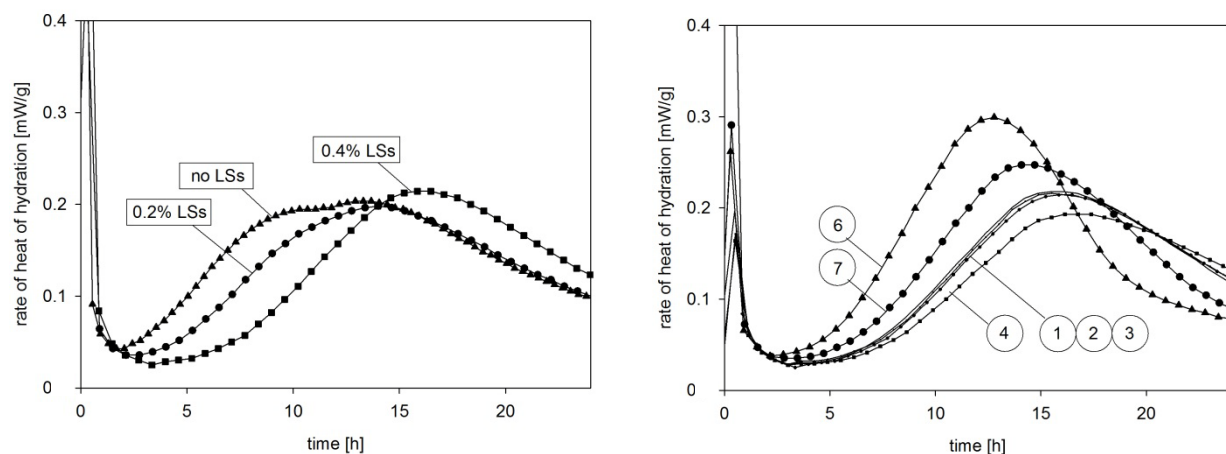 rate of heat of hydration [mW/g]
0.4
0.3
0.2
0.1
0
0.4% LSs
no LSs
0.2% LSs
0 5 10 15 20
time [h]
rate of heat of hydration [mW/g]
0.4
0.3
0.2
0.1
0
6
7
4 1 2 3
0 5 10 15 20
time [h]